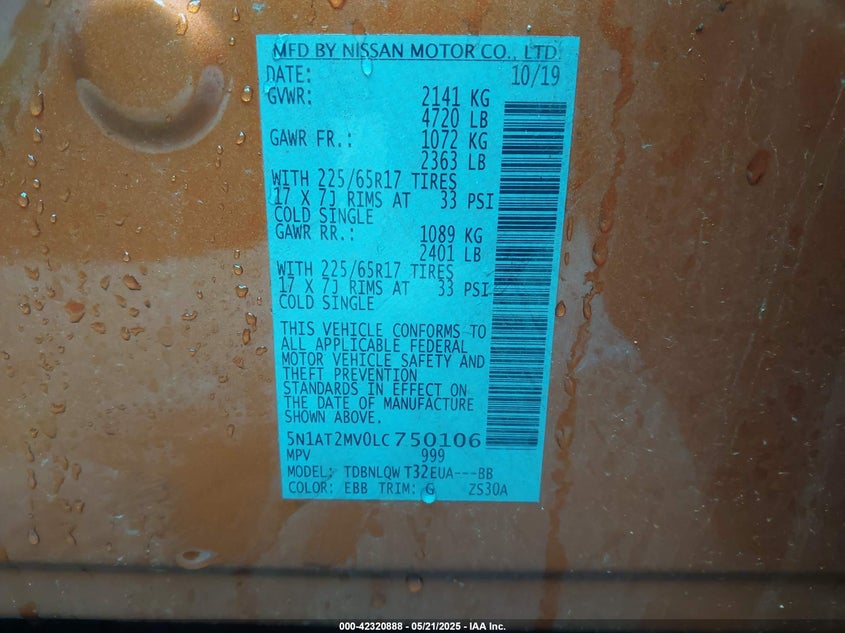 MFD BY NISSAN MOTOR CO., LTD.
DATE: 10/19
GVWR: 2141 KG
4720 LB
GAWR FR.: 1072 KG
2363 LB
WITH 225/65R17 TIRES
17 X 7J RIMS AT 33 PSI
COLD SINGLE
GAWR RR.: 1089 KG
2401 LB
WITH 225/65R17 TIRES
17 X 7J RIMS AT 33 PSI
COLD SINGLE
THIS VEHICLE CONFORMS TO
ALL APPLICABLE FEDERAL
MOTOR VEHICLE SAFETY AND
THEFT PREVENTION
STANDARDS IN EFFECT ON
THE DATE OF MANUFACTURE
SHOWN ABOVE.
5N1AT2MV0LC750106
MPV 999
MODEL: TDBNLQW T32EUA---BB
COLOR: EBB TRIM: G ZS30A
000-42320888 - 05/21/2025 - IAA Inc.